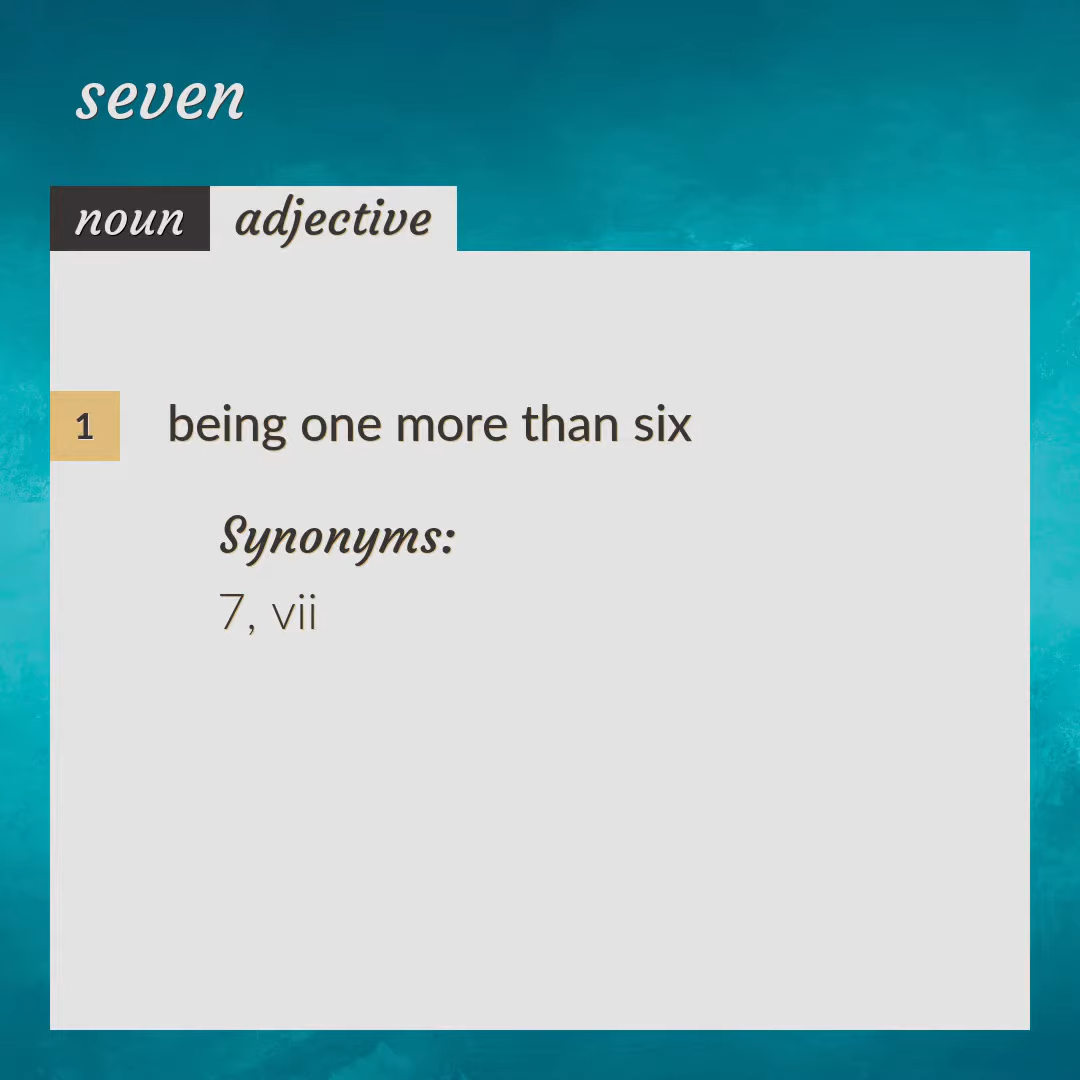 seven
noun adjective
1 being one more than six
Synonyms:
7, vii